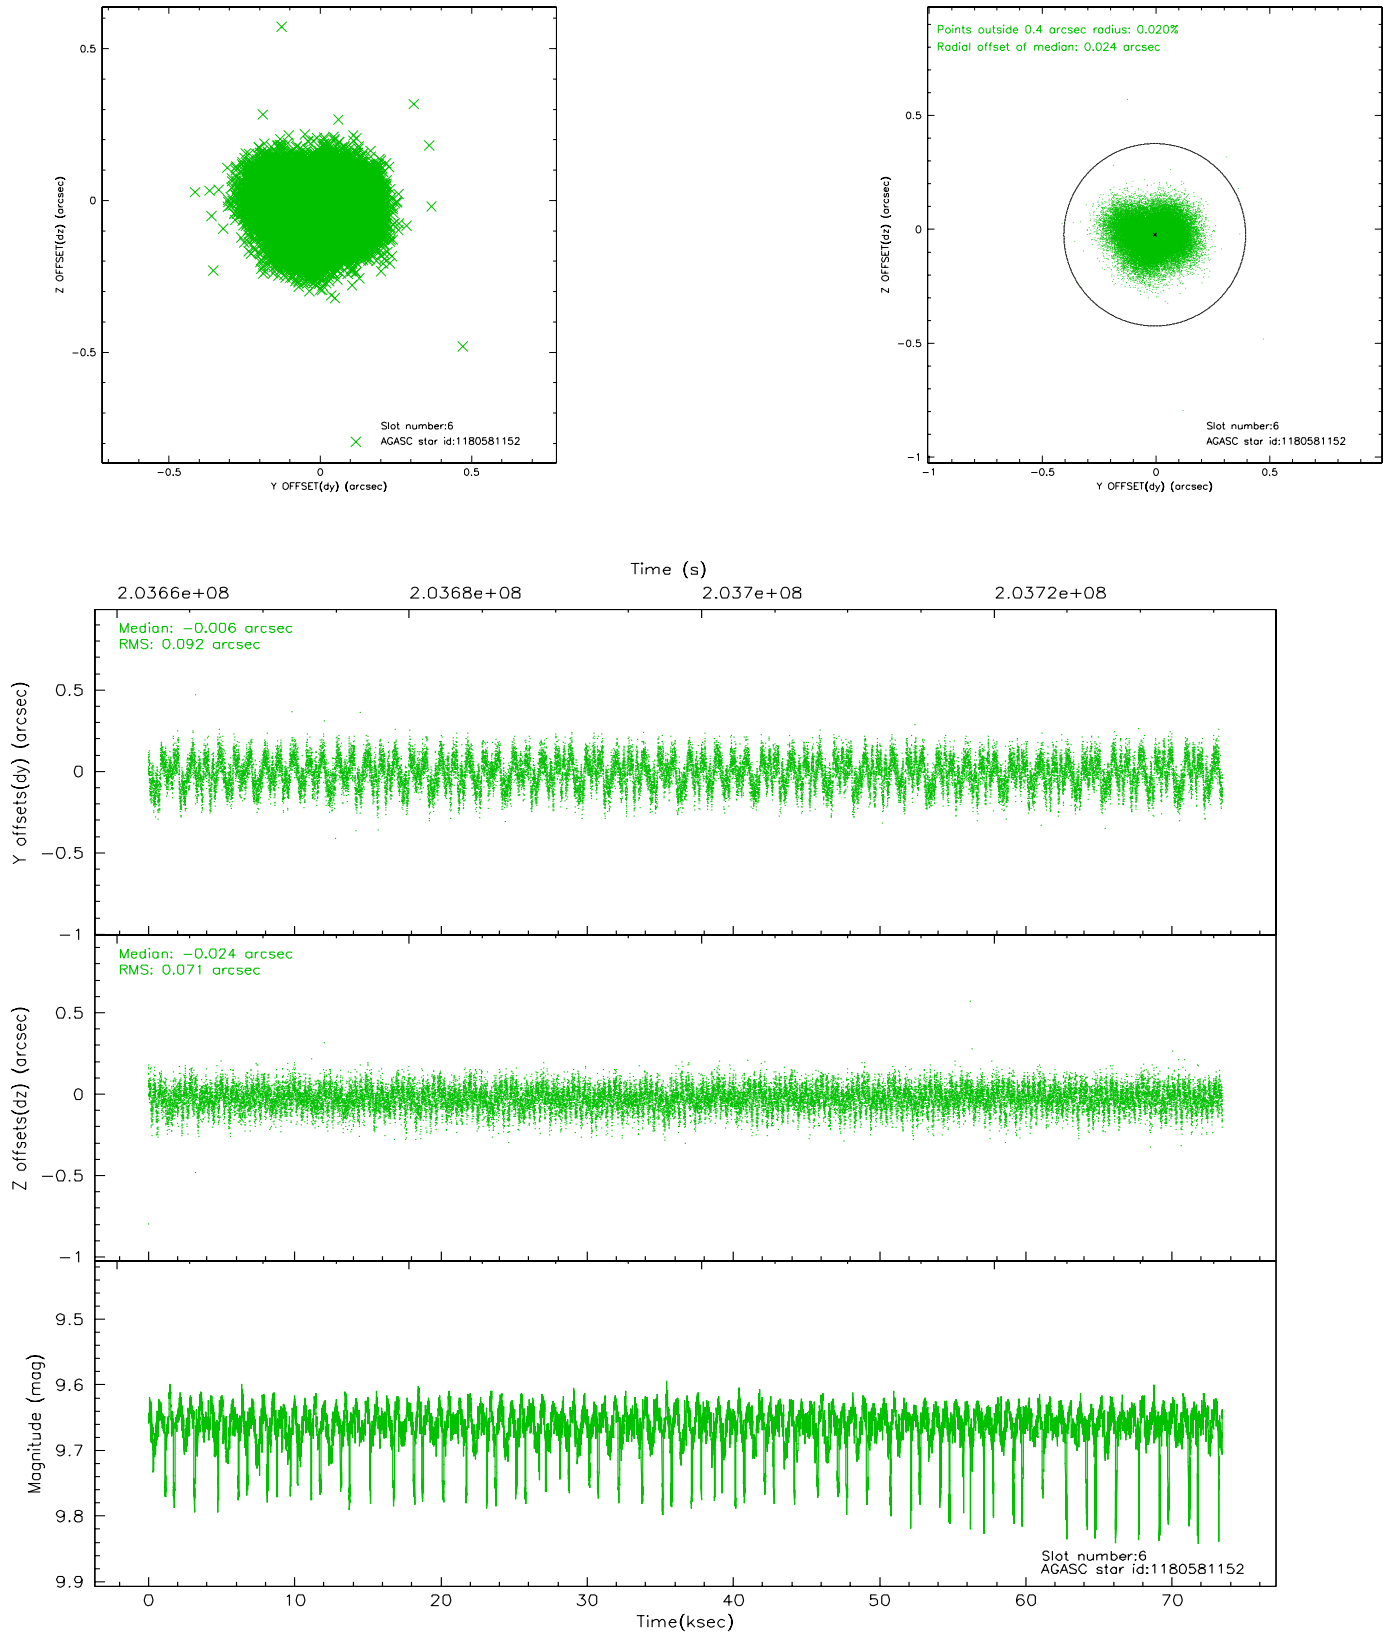 0.5
0
−0.5
Z OFFSET(dz) (arcsec)
−0.5
0
0.5
Y OFFSET(dy) (arcsec)
Slot number:6
AGASC star id:1180581152
Points outside 0.4 arcsec radius: 0.020%
Radial offset of median: 0.024 arcsec
0.5
0
−0.5
−1
Z OFFSET(dz) (arcsec)
−1
−0.5
0
0.5
Y OFFSET(dy) (arcsec)
Slot number:6
AGASC star id:1180581152
Time (s)
2.0366e+08
2.0368e+08
2.037e+08
2.0372e+08
Median: −0.006 arcsec
RMS: 0.092 arcsec
0.5
0
−0.5
−1
Y offsets(dy) (arcsec)
Median: −0.024 arcsec
RMS: 0.071 arcsec
0.5
0
−0.5
−1
Z offsets(dz) (arcsec)
9.5
9.6
9.7
9.8
9.9
Magnitude (mag)
Slot number:6
AGASC star id:1180581152
0
10
20
30
40
50
60
70
Time(ksec)